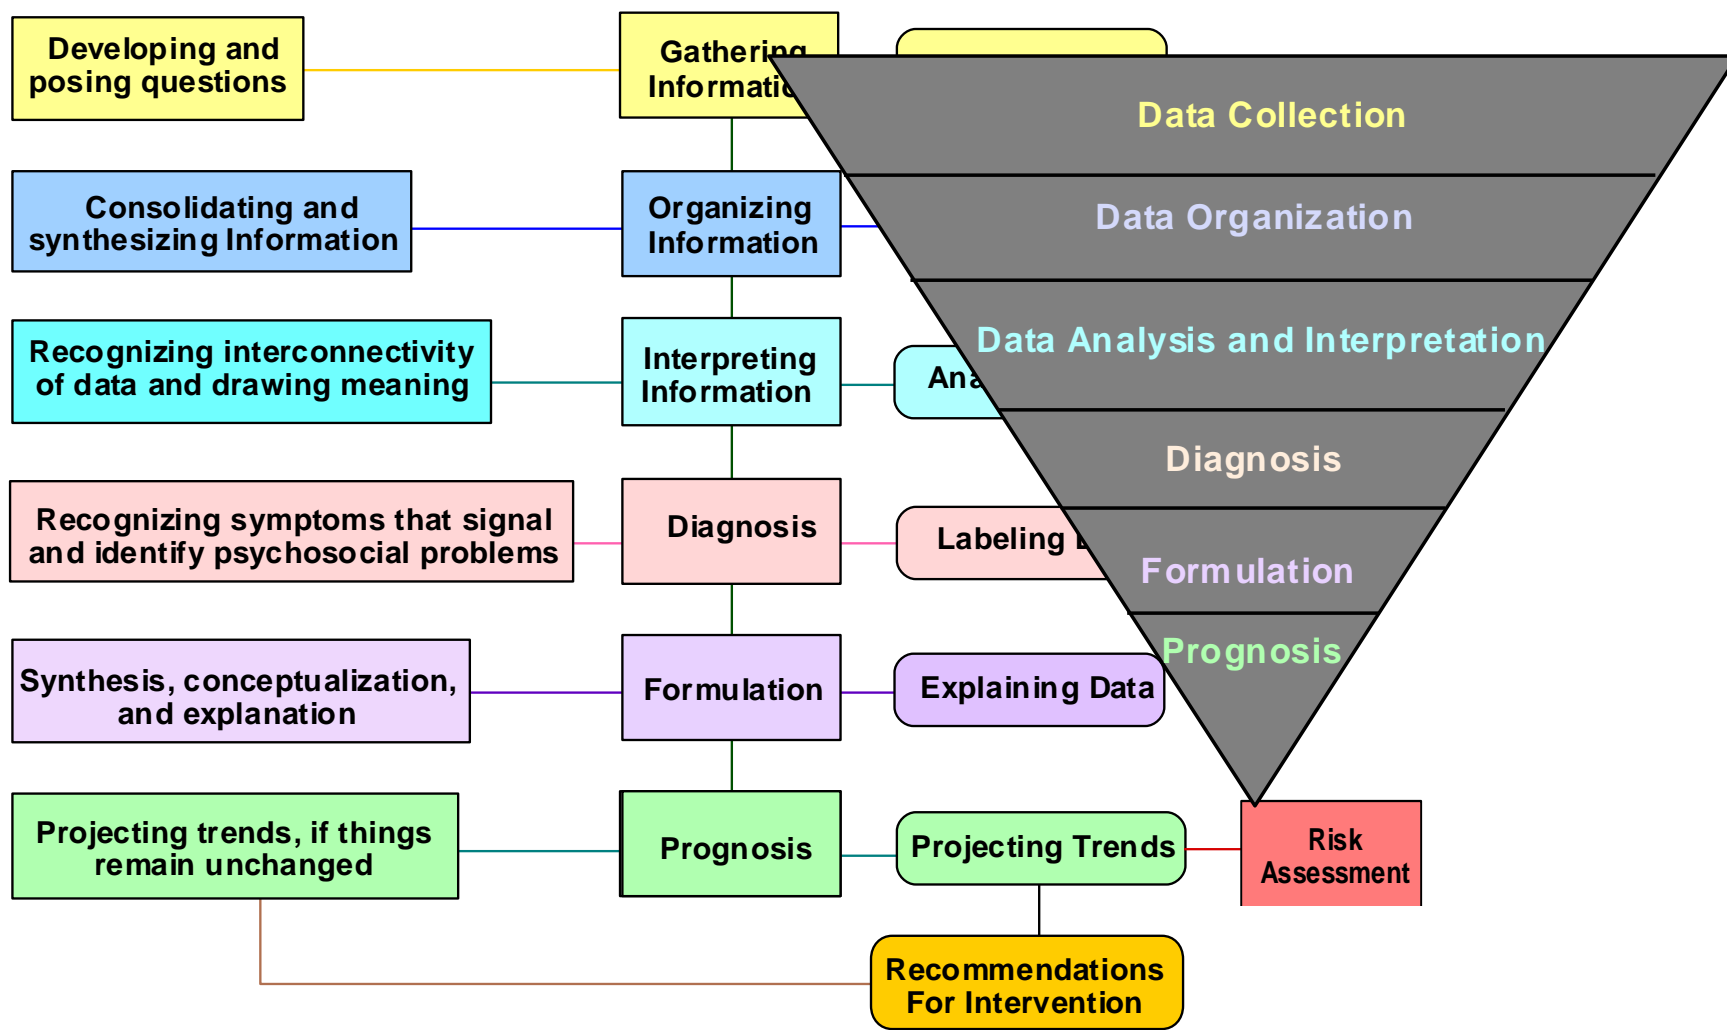 Developing and
posing questions
Gathering
Information
Data Collection
Consolidating and
synthesizing Information
Organizing
Information
Data Organization
Recognizing interconnectivity
of data and drawing meaning
Interpreting
Information
Data Analysis and Interpretation
Diagnosis
Recognizing symptoms that signal
and identify psychosocial problems
Diagnosis
Labeling
Formulation
Synthesis, conceptualization,
and explanation
Formulation
Explaining Data
Prognosis
Projecting trends, if things
remain unchanged
Prognosis
Projecting Trends
Risk
Assessment
Recommendations
For Intervention